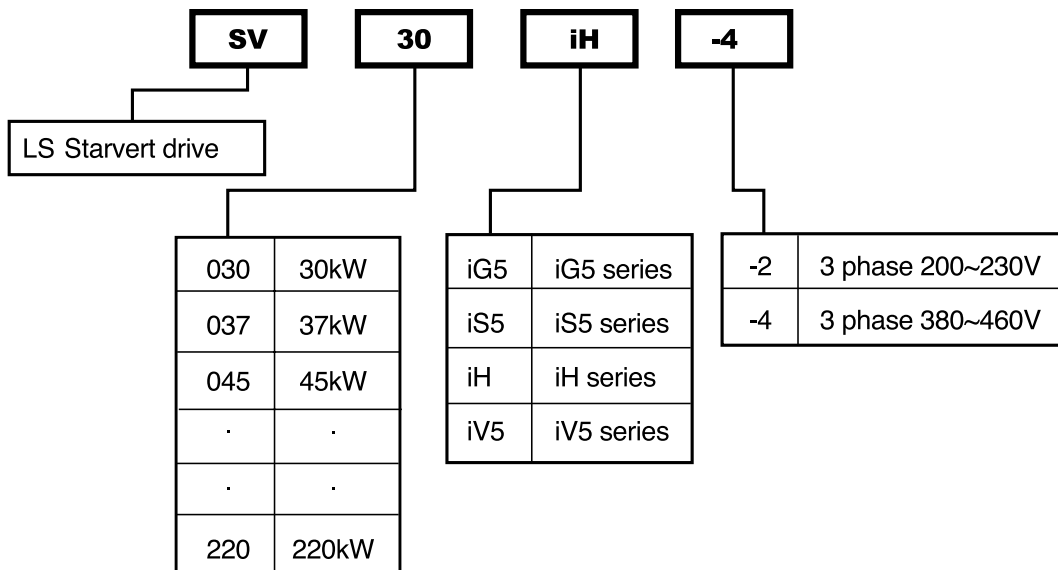 SV 30 iH -4
LS Starvert drive
030 30kW
037 37kW
045 45kW
. .
. .
220 220kW
iG5 iG5 series
iS5 iS5 series
iH iH series
iV5 iV5 series
-2 3 phase 200~230V
-4 3 phase 380~460V